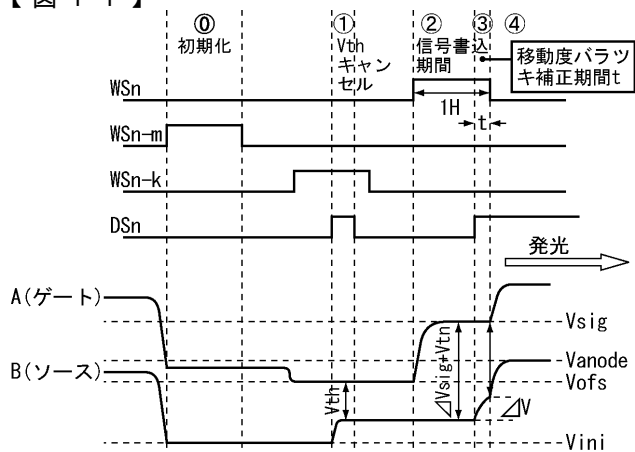 【図11】
⓪
初期化
①
Vth
キャン
セル
②
信号書込
期間
③
④
移動度バラツ
キ補正期間t
WSn
1H
t
WSn-m
WSn-k
DSn
発光
A(ゲート)
Vsig
Vanode
B(ソース)
Vofs
Vth
⊿Vsig+Vtn
⊿V
Vini